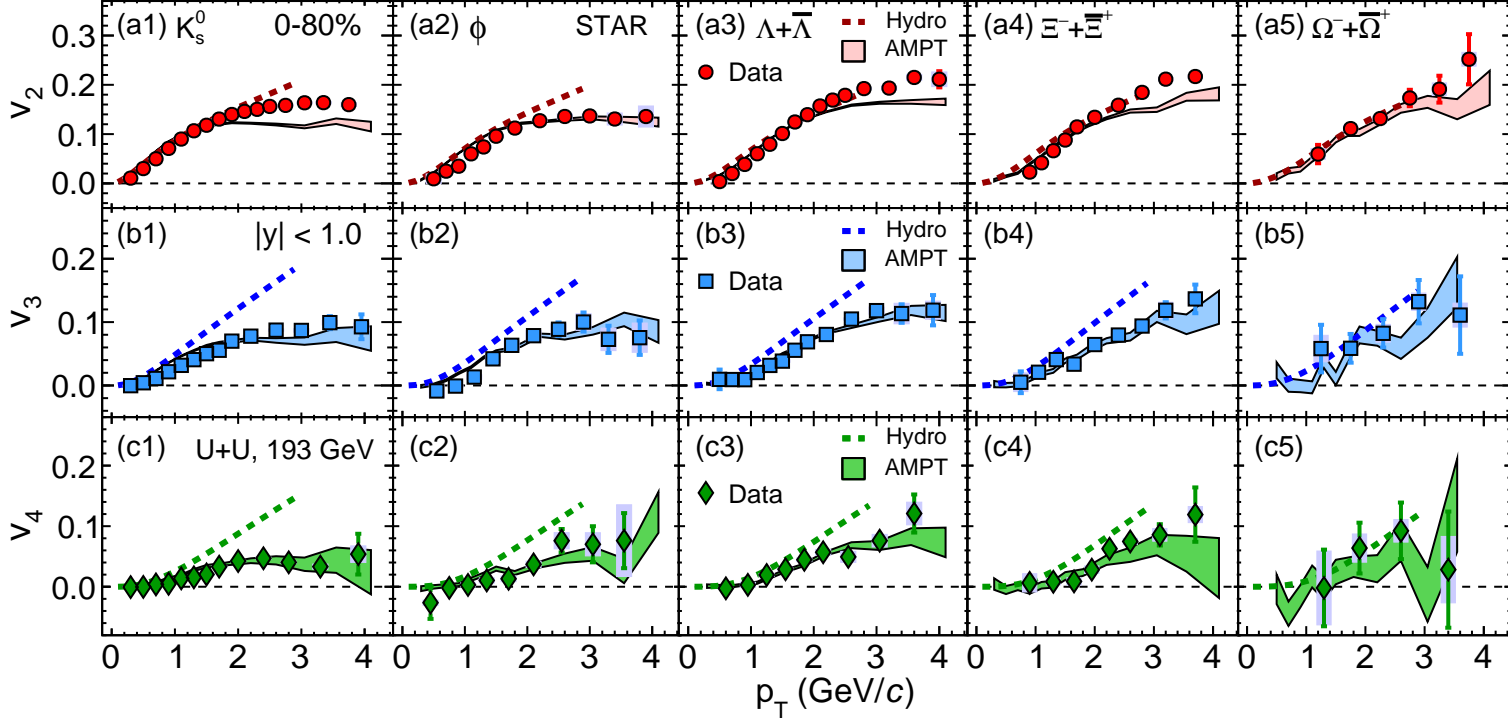 (a1) K⁰ₛ 0-80%
(a2) ϕ STAR
(a3) Λ+Λ̅ Hydro
AMPT
Data
(a4) Ξ⁻+Ξ̅⁺
(a5) Ω⁻+Ω̅⁺
v₂
0.3
0.2
0.1
0.0
(b1) |y| < 1.0
(b2)
(b3) Hydro
AMPT
Data
(b4)
(b5)
v₃
0.2
0.1
0.0
(c1) U+U, 193 GeV
(c2)
(c3) Hydro
AMPT
Data
(c4)
(c5)
v₄
0.2
0.1
0.0
0 1 2 3 4 0 1 2 3 4 0 1 2 3 4 0 1 2 3 4 0 1 2 3 4
p_T (GeV/c)